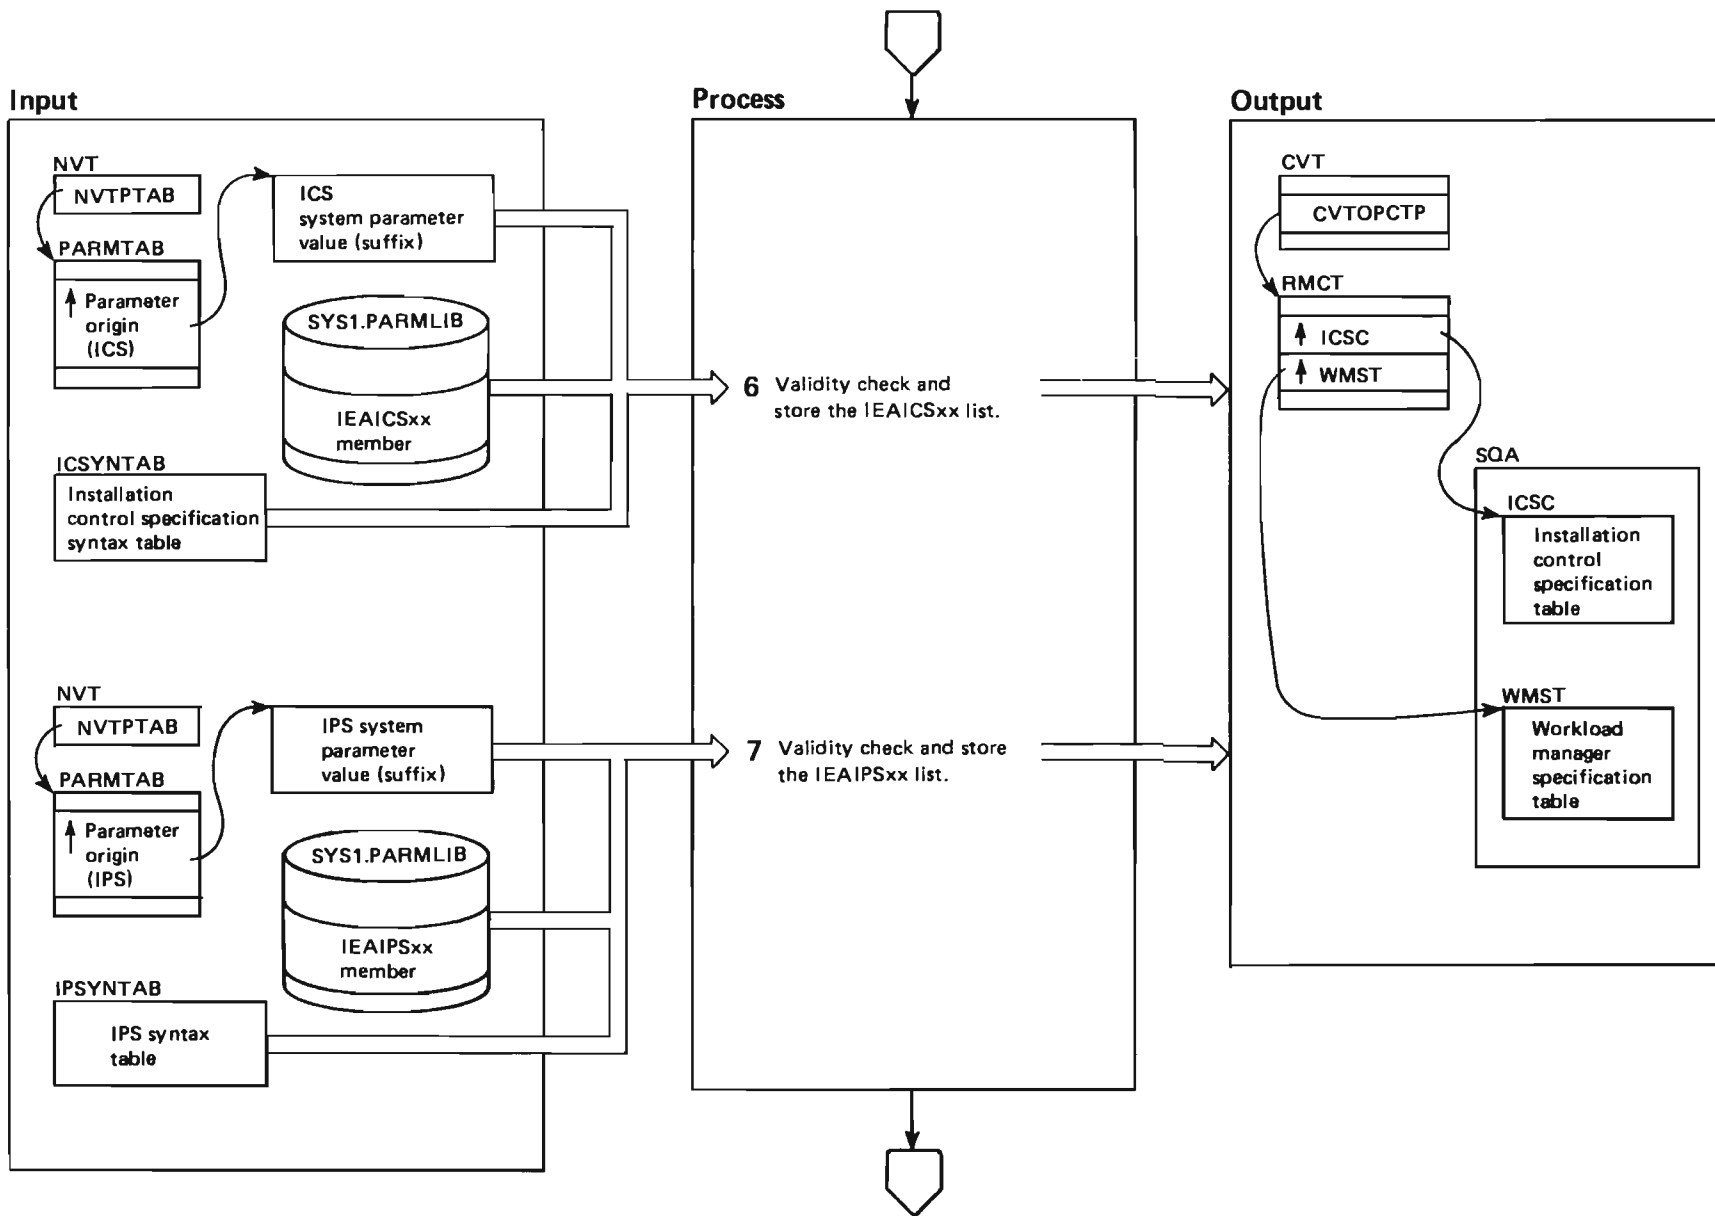 Input
NVT
NVTPTAB
PARMTAB
Parameter
origin
(ICS)
ICS
system parameter
value (suffix)
SYS1.PARMLIB
IEAICSxx
member
ICSYNTAB
Installation
control specification
syntax table
NVT
NVTPTAB
PARMTAB
Parameter
origin
(IPS)
IPS system
parameter
value (suffix)
SYS1.PARMLIB
IEAIPSxx
member
IPSYNTAB
IPS syntax
table
Process
6 Validity check and
store the IEAICSxx list.
7 Validity check and store
the IEAIPSxx list.
Output
CVT
CVTOPCTP
RMCT
ICSC
WMST
SQA
ICSC
Installation
control
specification
table
WMST
Workload
manager
specification
table